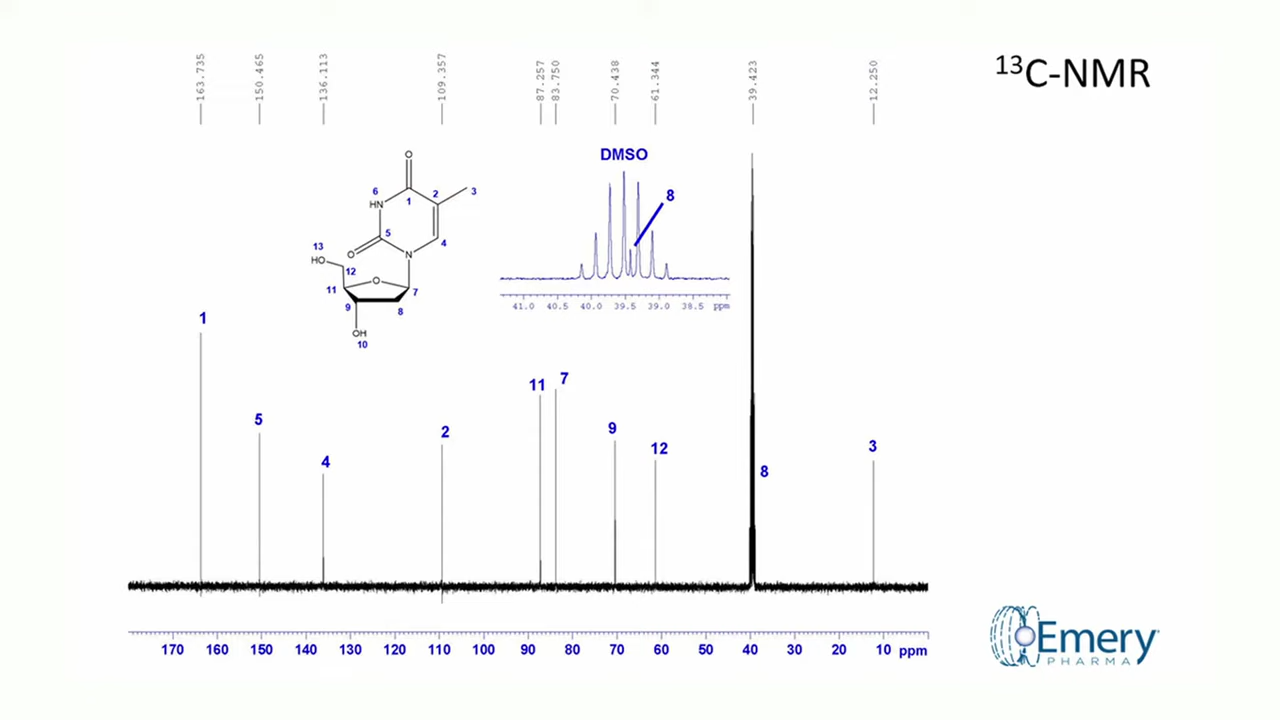 163.735
150.465
136.113
109.357
87.257
83.750
70.438
61.344
39.423
12.250
13C-NMR
O
6
HN
1
2
3
5
4
O
N
13
HO
12
O
11
7
9
8
OH
10
DMSO
8
41.0 40.5 40.0 39.5 39.0 38.5 ppm
1
5
4
2
11
7
9
12
8
3
170 160 150 140 130 120 110 100 90 80 70 60 50 40 30 20 10 ppm
Emery
PHARMA